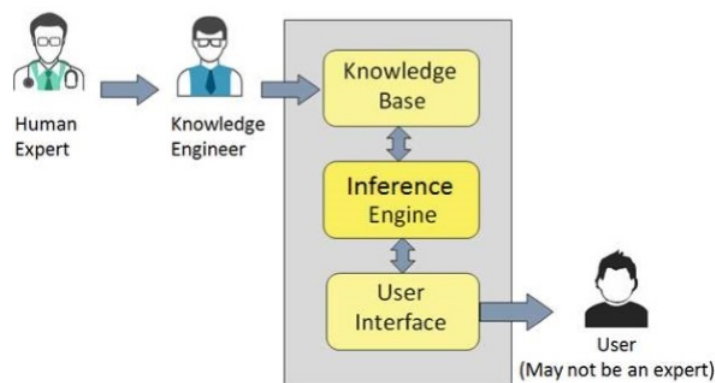 Human
Expert
Knowledge
Engineer
Knowledge
Base
Inference
Engine
User
Interface
User
(May not be an expert)